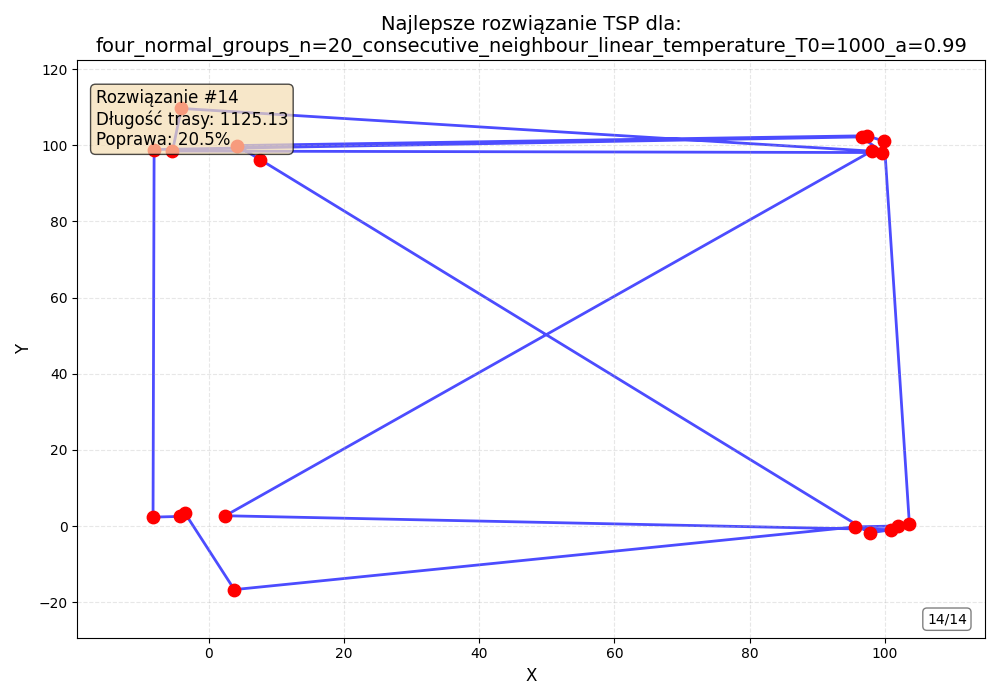 Najlepsze rozwiązanie TSP dla:
four_normal_groups_n=20_consecutive_neighbour_linear_temperature_T0=1000_a=0.99
120
Rozwiązanie #14
Długość trasy: 1125.13
Poprawa: 20.5%
100
80
60
Y
40
20
0
−20
14/14
0 20 40 60 80 100
X